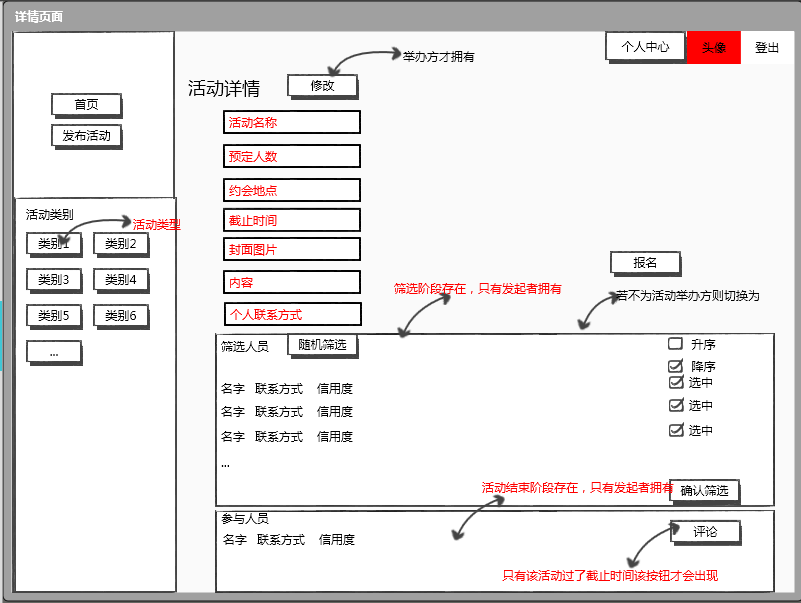 详情页面
个人中心
头像
登出
举办方才拥有
活动详情
修改
首页
发布活动
活动名称
预定人数
约会地点
截止时间
封面图片
内容
个人联系方式
活动类别
活动类型
类别1
类别2
类别3
类别4
类别5
类别6
...
报名
筛选阶段存在，只有发起者拥有
若不为活动举办方则切换为
筛选人员
随机筛选
升序
降序
名字 联系方式 信用度
选中
名字 联系方式 信用度
选中
名字 联系方式 信用度
选中
...
活动结束阶段存在，只有发起者拥有
确认筛选
参与人员
名字 联系方式 信用度
评论
只有该活动过了截止时间该按钮才会出现